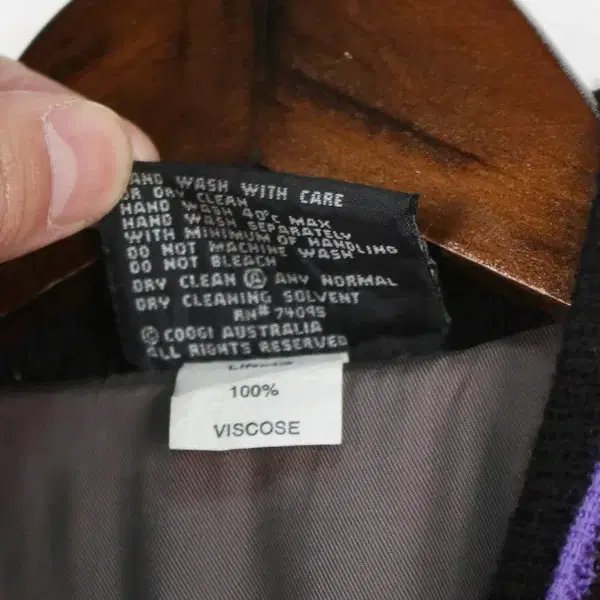 HAND WASH WITH CARE
OR DRY CLEAN
HAND WASH 40°C MAX
HAND WASH SEPARATELY
WITH MINIMUM OF HANDLING
DO NOT MACHINE WASH
DO NOT BLEACH
DRY CLEAN Ⓐ ANY NORMAL
DRY CLEANING SOLVENT
RN# 74095
© COOGI AUSTRALIA
ALL RIGHTS RESERVED
100%
VISCOSE